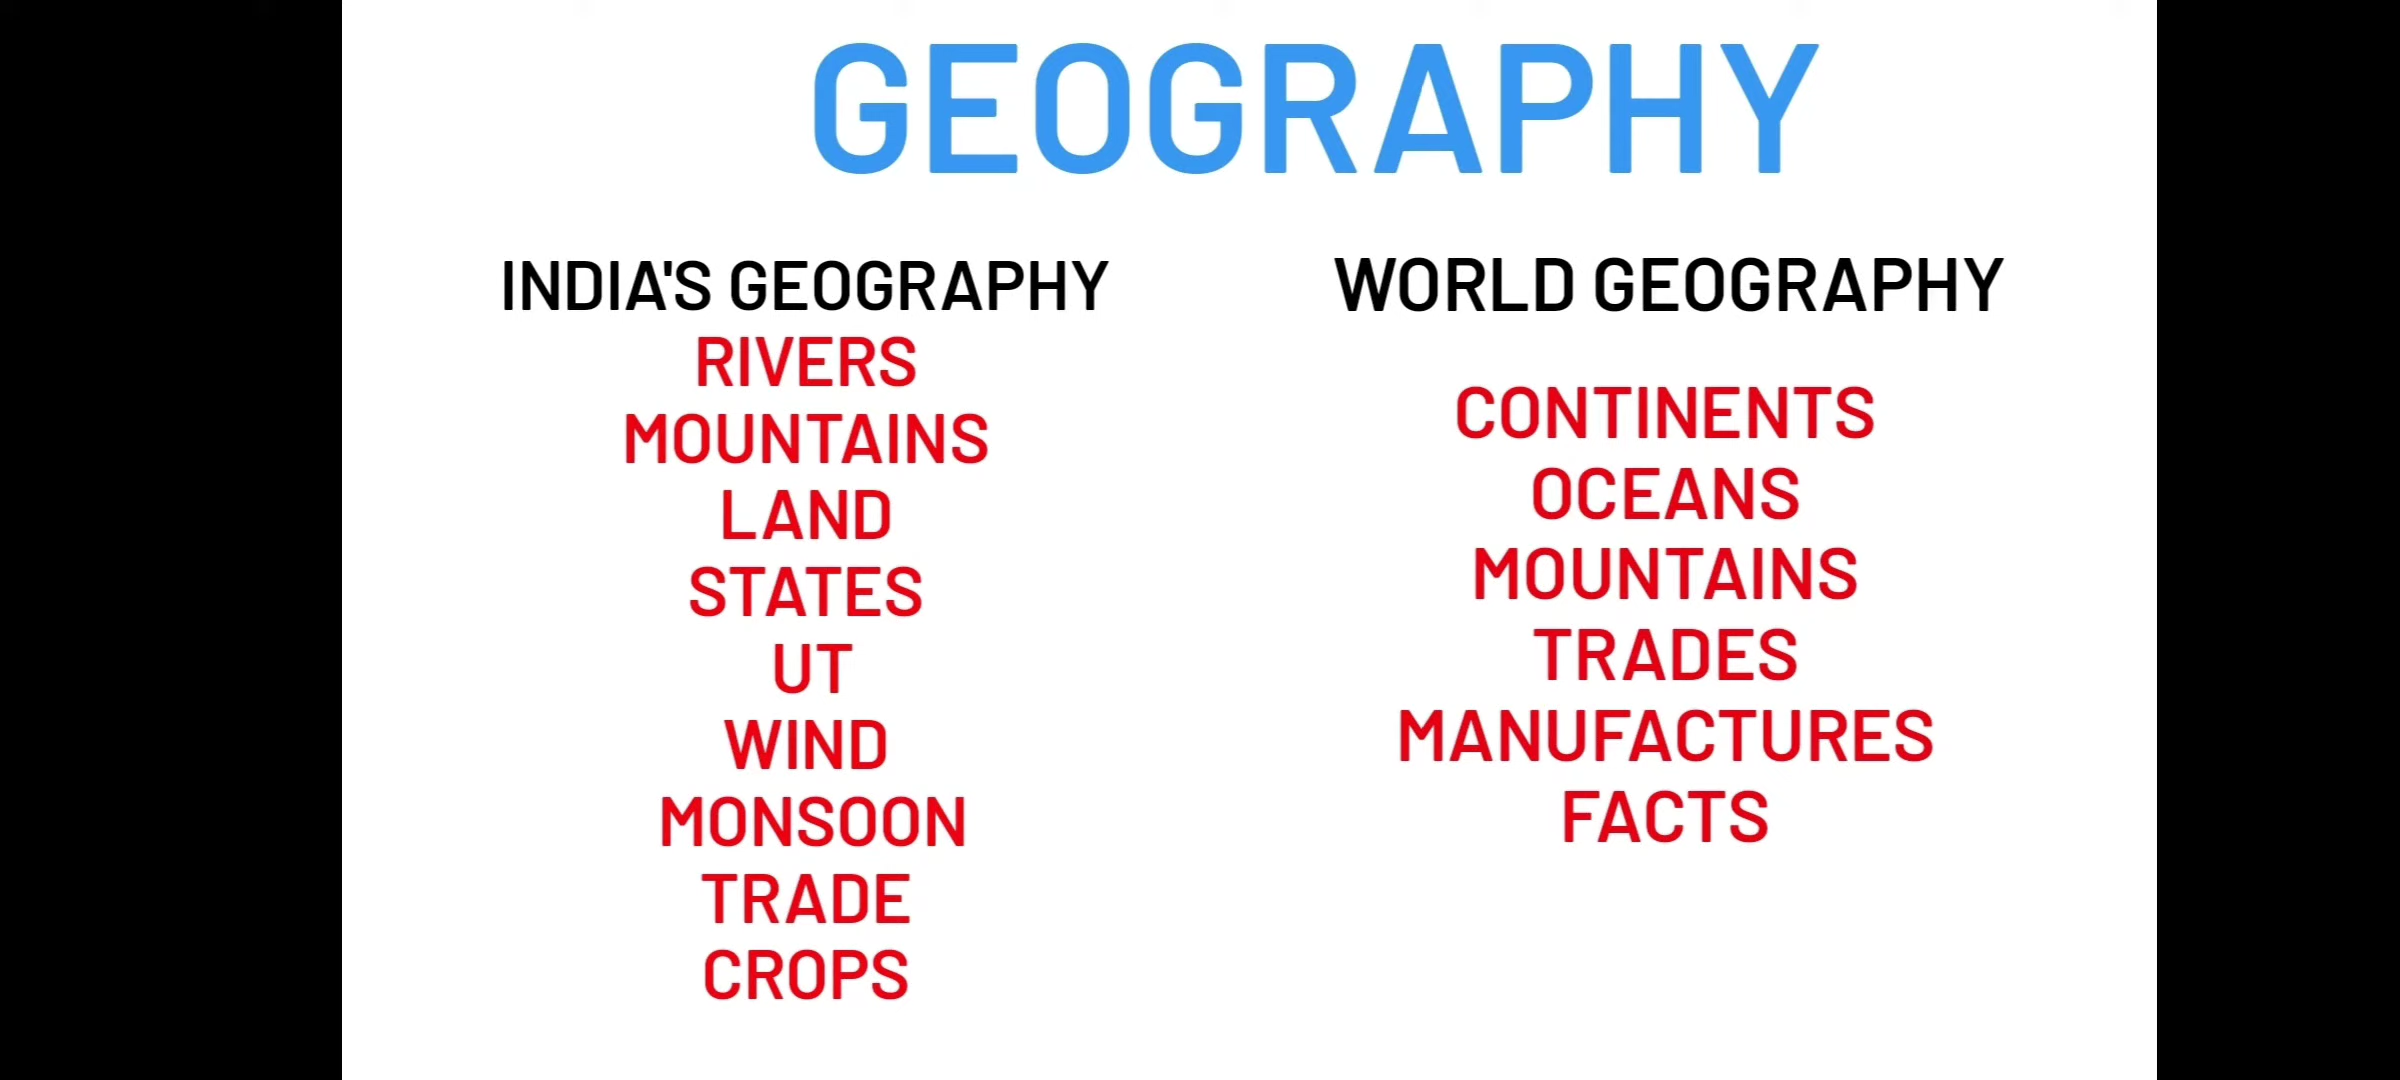 GEOGRAPHY
INDIA'S GEOGRAPHY
RIVERS
MOUNTAINS
LAND
STATES
UT
WIND
MONSOON
TRADE
CROPS
WORLD GEOGRAPHY
CONTINENTS
OCEANS
MOUNTAINS
TRADES
MANUFACTURES
FACTS